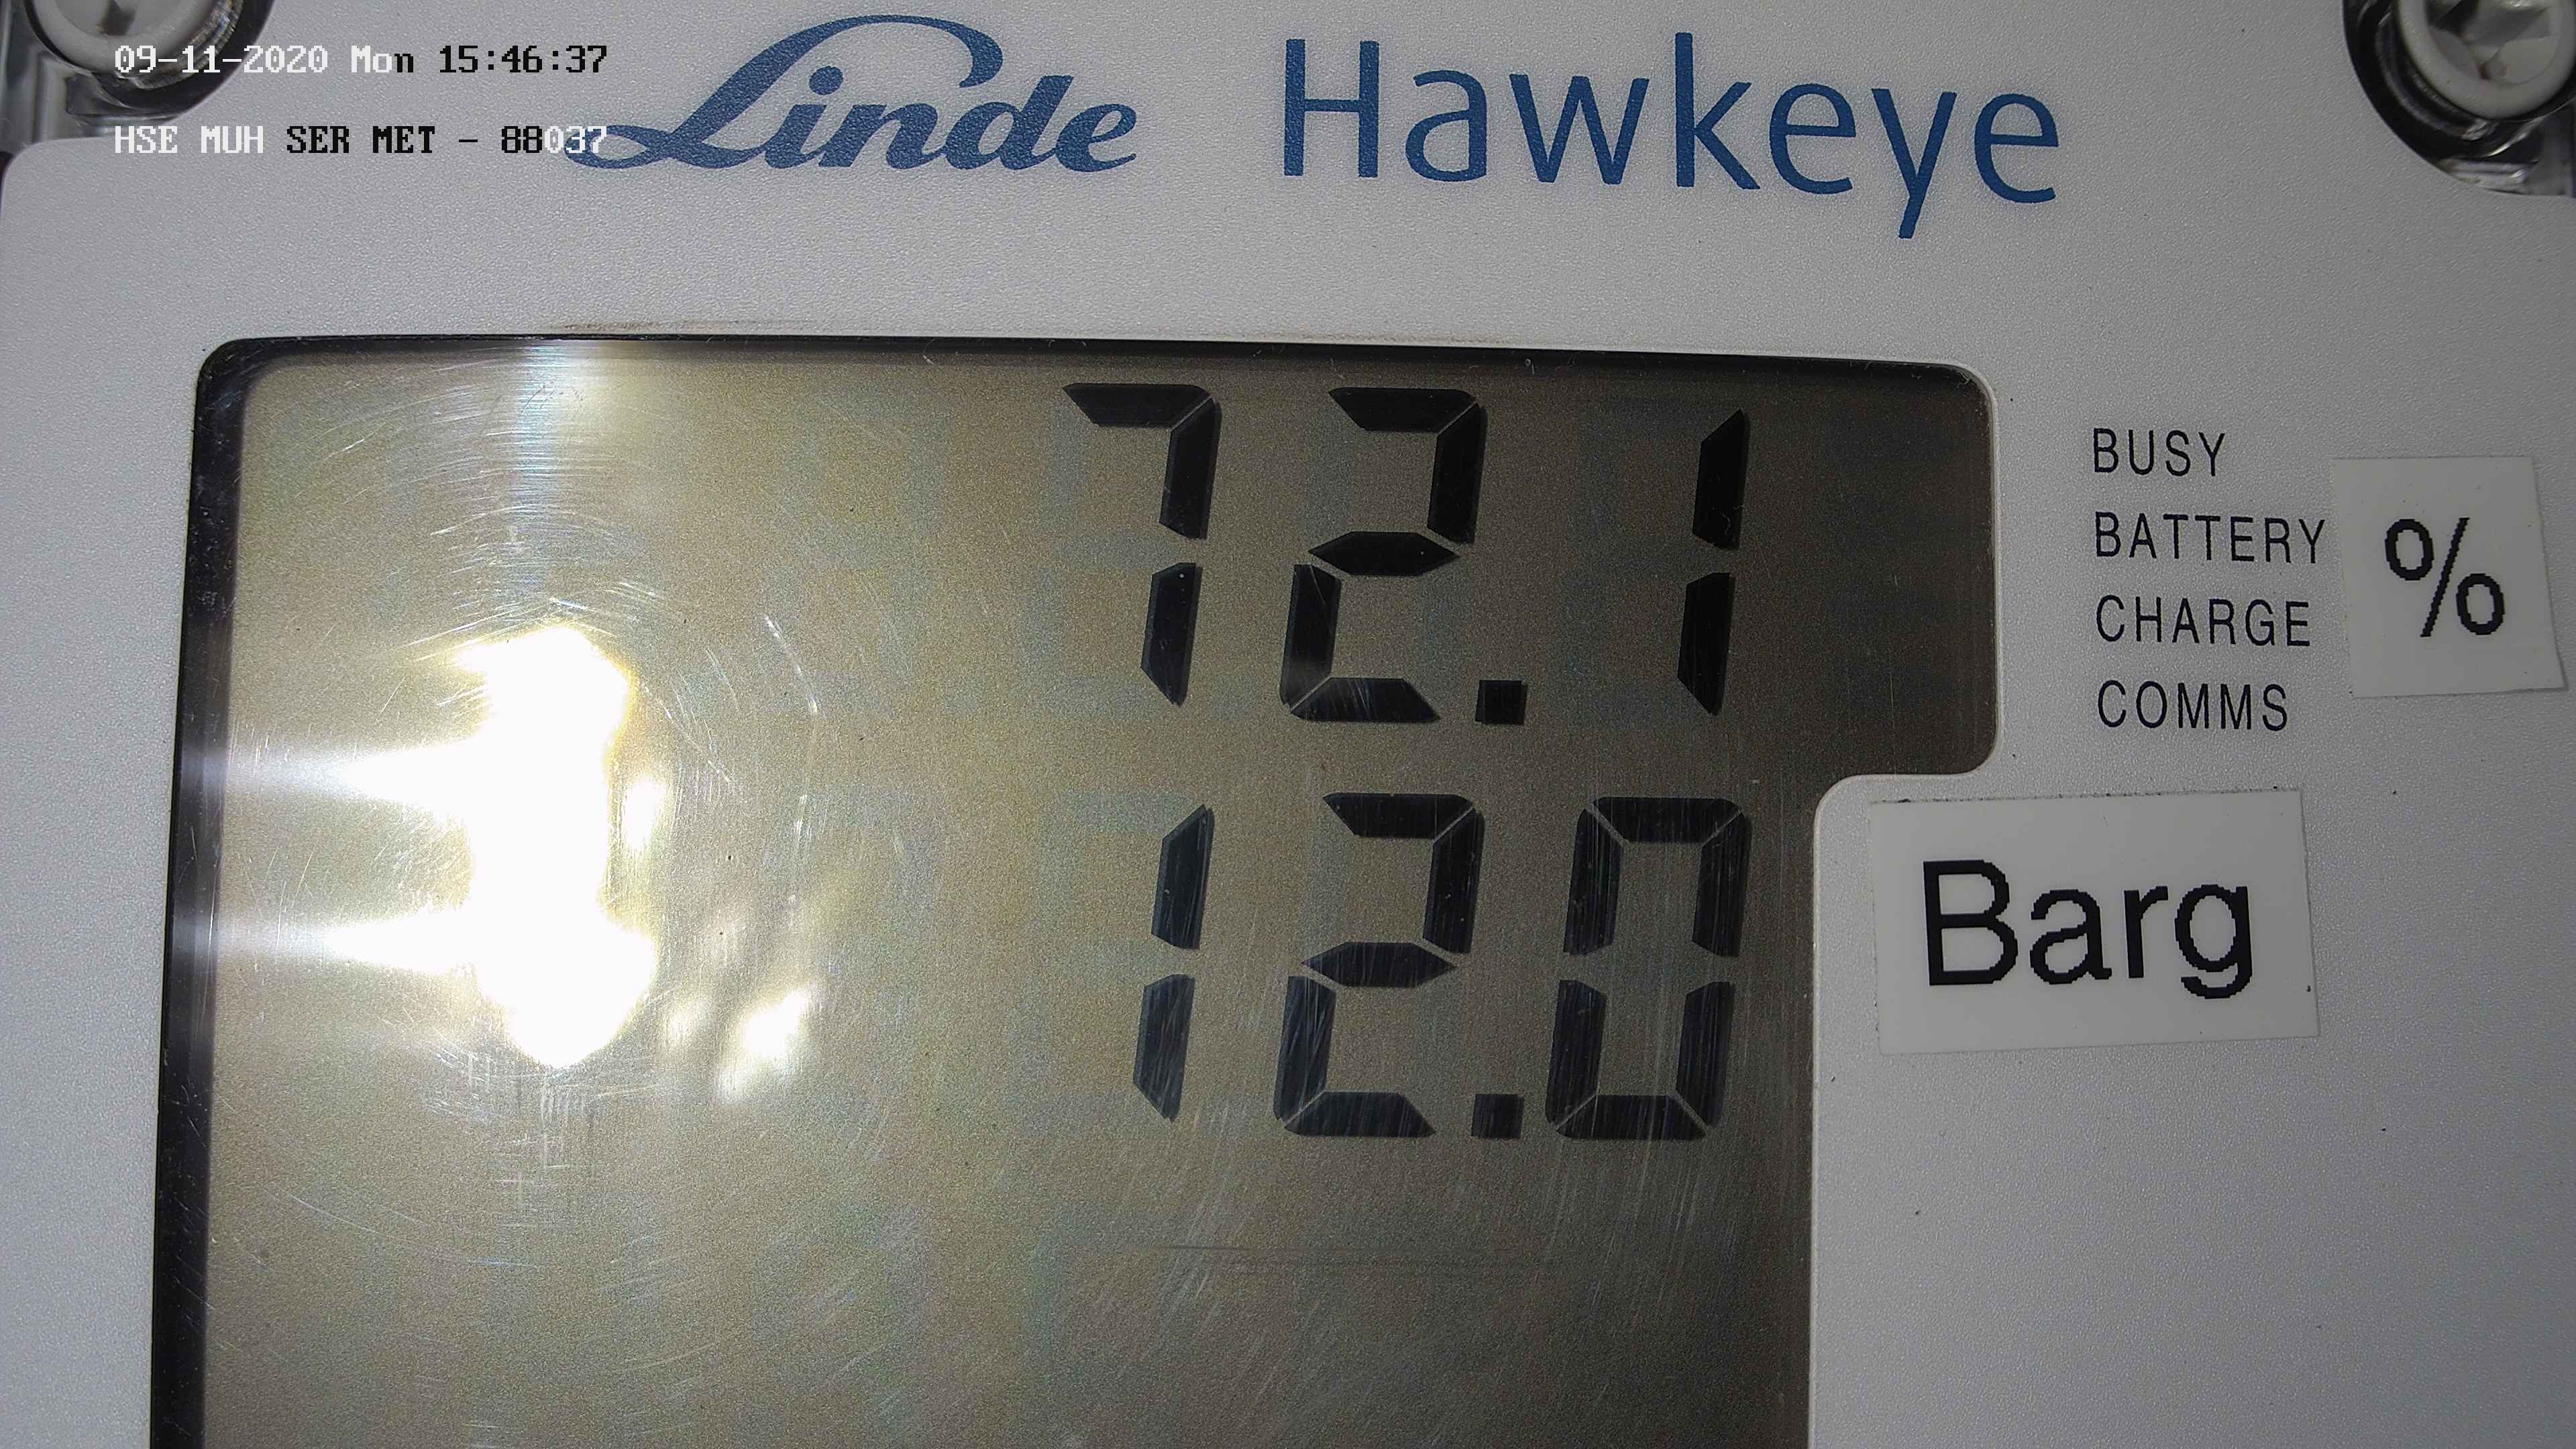 09-11-2020 Mon 15:46:37
HSE MUH SER MET - 88037
Linde Hawkeye
72.1
BUSY
BATTERY
CHARGE
COMMS
%
12.0
Barg